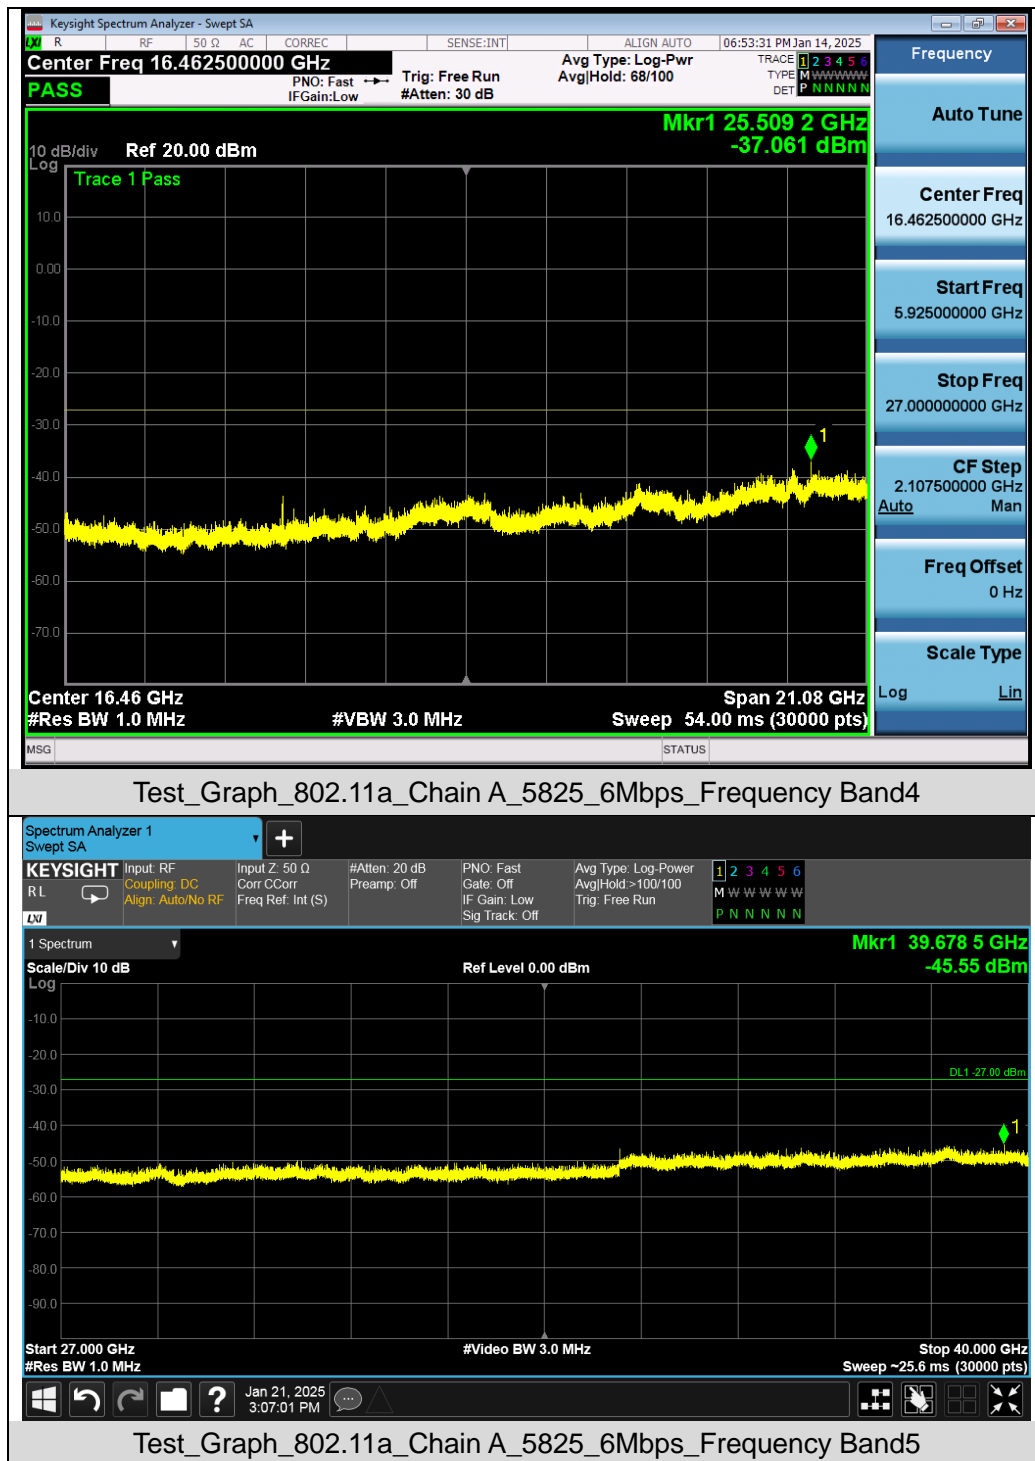 Keysight Spectrum Analyzer - Swept SA
LXI R RF 50 Ω AC CORREC SENSE:INT ALIGN AUTO 06:53:31 PM Jan 14, 2025
Center Freq 16.462500000 GHz
PASS
PNO: Fast
IFGain:Low
Trig: Free Run
#Atten: 30 dB
Avg Type: Log-Pwr
Avg|Hold: 68/100
TRACE 1 2 3 4 5 6
TYPE M W W W W W
DET P N N N N N
Mkr1 25.509 2 GHz
-37.061 dBm
10 dB/div Ref 20.00 dBm
Log
Trace 1 Pass
10.0
0.00
-10.0
-20.0
-30.0
-40.0
-50.0
-60.0
-70.0
1
Center 16.46 GHz Span 21.08 GHz
#Res BW 1.0 MHz #VBW 3.0 MHz Sweep 54.00 ms (30000 pts)
MSG STATUS
Frequency
Auto Tune
Center Freq
16.462500000 GHz
Start Freq
5.925000000 GHz
Stop Freq
27.000000000 GHz
CF Step
2.107500000 GHz
Auto Man
Freq Offset
0 Hz
Scale Type
Log Lin
Test_Graph_802.11a_Chain A_5825_6Mbps_Frequency Band4
Spectrum Analyzer 1
Swept SA
+
KEYSIGHT
RL
LXI
Input: RF
Coupling: DC
Align: Auto/No RF
Input Z: 50 Ω
Corr CCorr
Freq Ref: Int (S)
#Atten: 20 dB
Preamp: Off
PNO: Fast
Gate: Off
IF Gain: Low
Sig Track: Off
Avg Type: Log-Power
Avg|Hold:>100/100
Trig: Free Run
1 2 3 4 5 6
M W W W W W
P N N N N N
1 Spectrum
Mkr1 39.678 5 GHz
-45.55 dBm
Scale/Div 10 dB Ref Level 0.00 dBm
Log
-10.0
-20.0
-30.0
-40.0
-50.0
-60.0
-70.0
-80.0
-90.0
DL1 -27.00 dBm
1
Start 27.000 GHz #Video BW 3.0 MHz Stop 40.000 GHz
#Res BW 1.0 MHz Sweep ~25.6 ms (30000 pts)
?
Jan 21, 2025
3:07:01 PM
Test_Graph_802.11a_Chain A_5825_6Mbps_Frequency Band5